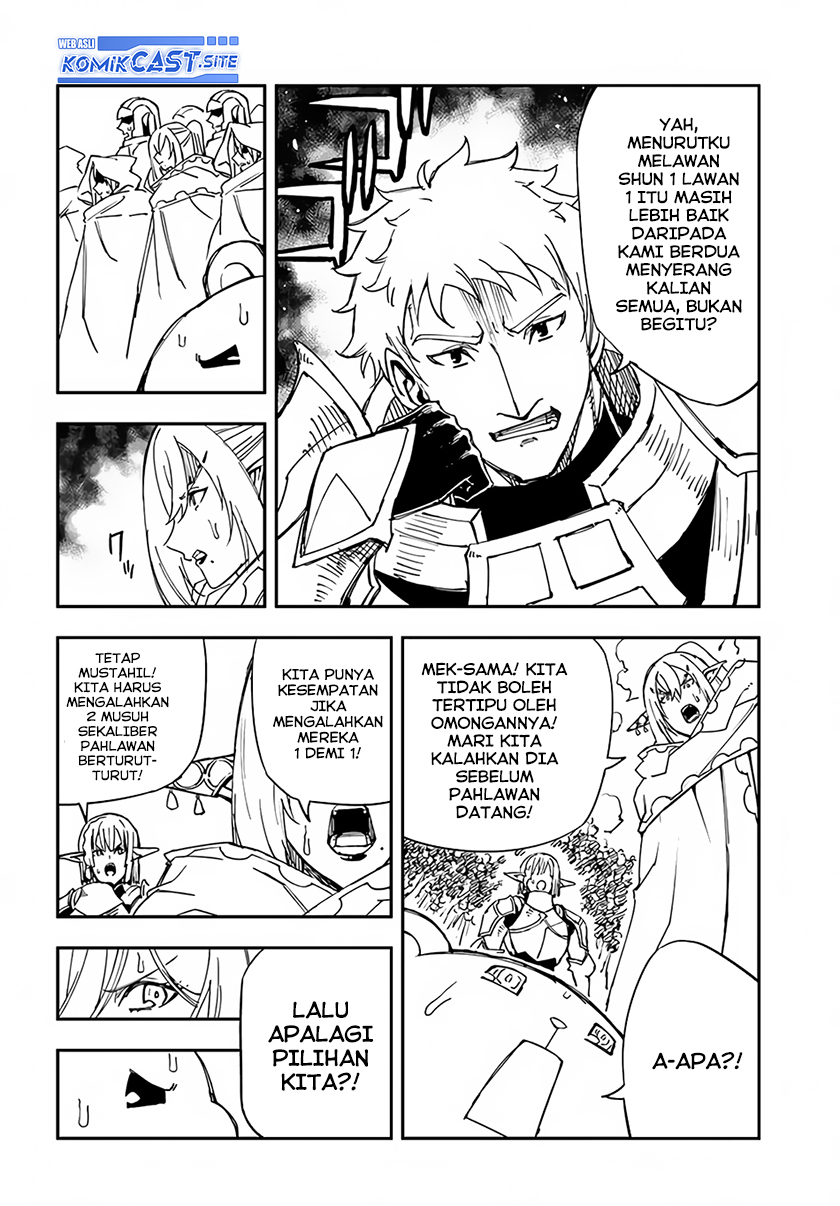 WEB ASLI
KOMIKCAST.SITE
YAH,
MENURUTKU
MELAWAN
SHUN 1 LAWAN
1 ITU MASIH
LEBIH BAIK
DARIPADA
KAMI BERDUA
MENYERANG
KALIAN
SEMUA, BUKAN
BEGITU?
MEK-SAMA! KITA
TIDAK BOLEH
TERTIPU OLEH
OMONGANNYA!
MARI KITA
KALAHKAN DIA
SEBELUM
PAHLAWAN
DATANG!
A-APA?!
KITA PUNYA
KESEMPATAN
JIKA
MENGALAHKAN
MEREKA
1 DEMI 1!
TETAP
MUSTAHIL!
KITA HARUS
MENGALAHKAN
2 MUSUH
SEKALIBER
PAHLAWAN
BERTURUT-
TURUT!
LALU
APALAGI
PILIHAN
KITA?!